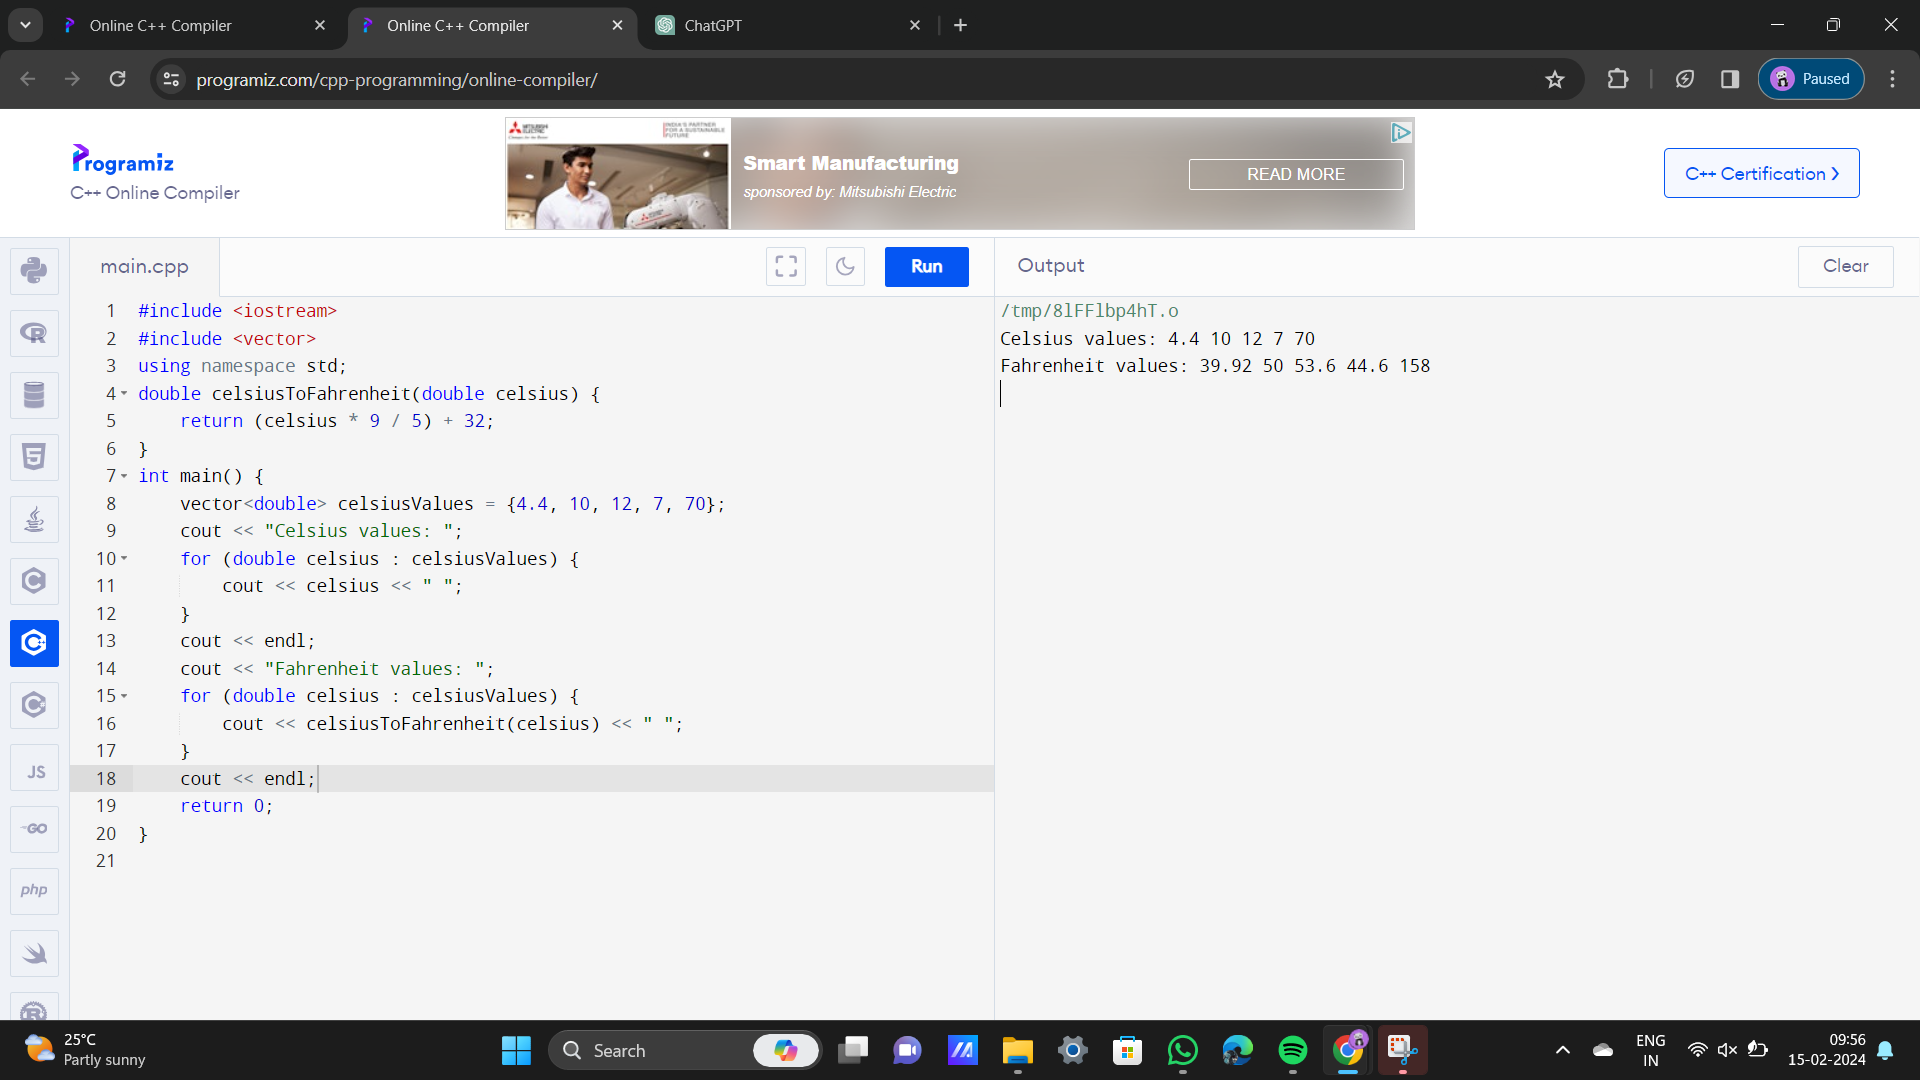 Online C++ Compiler
Online C++ Compiler
ChatGPT
programiz.com/cpp-programming/online-compiler/
Paused
Programiz
C++ Online Compiler
MITSUBISHI ELECTRIC
INDIA'S PARTNER
FOR A SUSTAINABLE
FUTURE
Smart Manufacturing
sponsored by: Mitsubishi Electric
READ MORE
C++ Certification >
main.cpp
Run
Output
Clear
1 #include <iostream>
2 #include <vector>
3 using namespace std;
4 double celsiusToFahrenheit(double celsius) {
5     return (celsius * 9 / 5) + 32;
6 }
7 int main() {
8     vector<double> celsiusValues = {4.4, 10, 12, 7, 70};
9     cout << "Celsius values: ";
10     for (double celsius : celsiusValues) {
11         cout << celsius << " ";
12     }
13     cout << endl;
14     cout << "Fahrenheit values: ";
15     for (double celsius : celsiusValues) {
16         cout << celsiusToFahrenheit(celsius) << " ";
17     }
18     cout << endl;
19     return 0;
20 }
21
/tmp/8lFFlbp4hT.o
Celsius values: 4.4 10 12 7 70
Fahrenheit values: 39.92 50 53.6 44.6 158
JS
GO
php
25°C
Partly sunny
Search
ENG
IN
09:56
15-02-2024